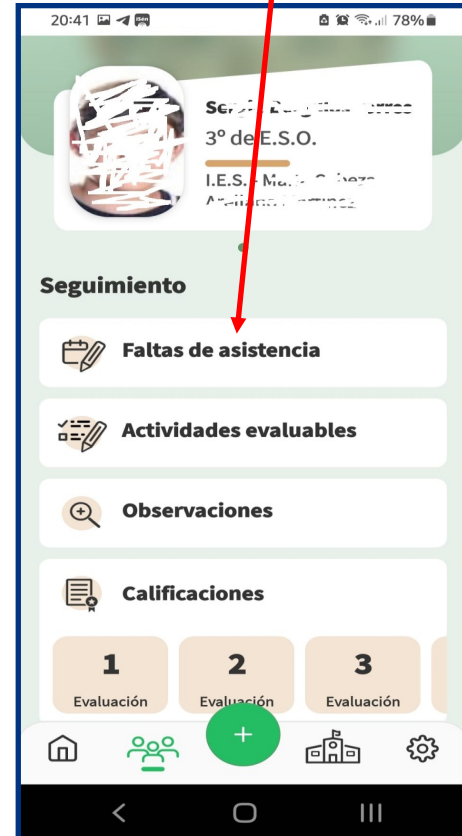 20:41 78%
3º de E.S.O.
I.E.S.
Seguimiento
Faltas de asistencia
Actividades evaluables
Observaciones
Calificaciones
1 2 3
Evaluación Evaluación Evaluación
+